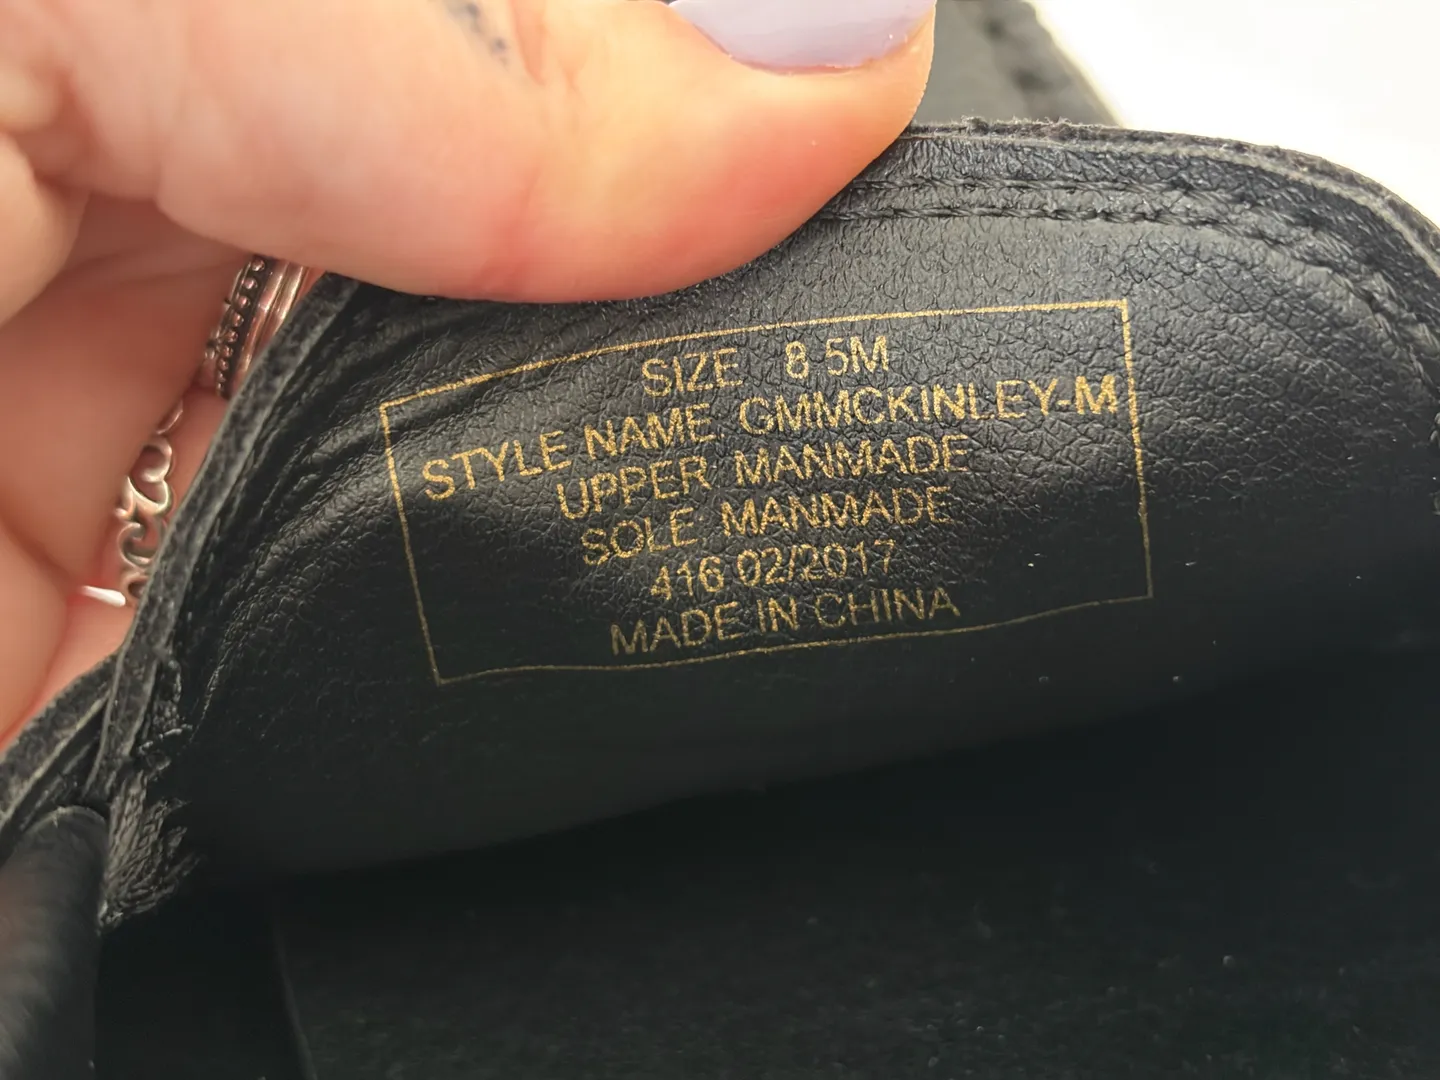 SIZE 8 5M
STYLE NAME GMMCKINLEY-M
UPPER MANMADE
SOLE MANMADE
416 02/2017
MADE IN CHINA